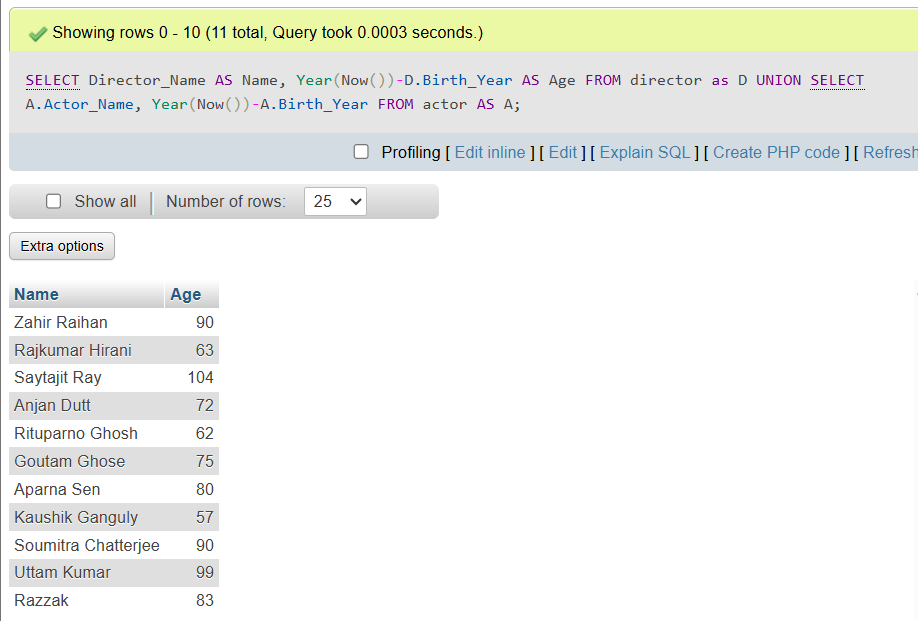 Showing rows 0 - 10 (11 total, Query took 0.0003 seconds.)
SELECT Director_Name AS Name, Year(Now())-D.Birth_Year AS Age FROM director as D UNION SELECT
A.Actor_Name, Year(Now())-A.Birth_Year FROM actor AS A;
Profiling [ Edit inline ] [ Edit ] [ Explain SQL ] [ Create PHP code ] [ Refresh
Show all | Number of rows: 25
Extra options
Name Age
Zahir Raihan 90
Rajkumar Hirani 63
Saytajit Ray 104
Anjan Dutt 72
Rituparno Ghosh 62
Goutam Ghose 75
Aparna Sen 80
Kaushik Ganguly 57
Soumitra Chatterjee 90
Uttam Kumar 99
Razzak 83